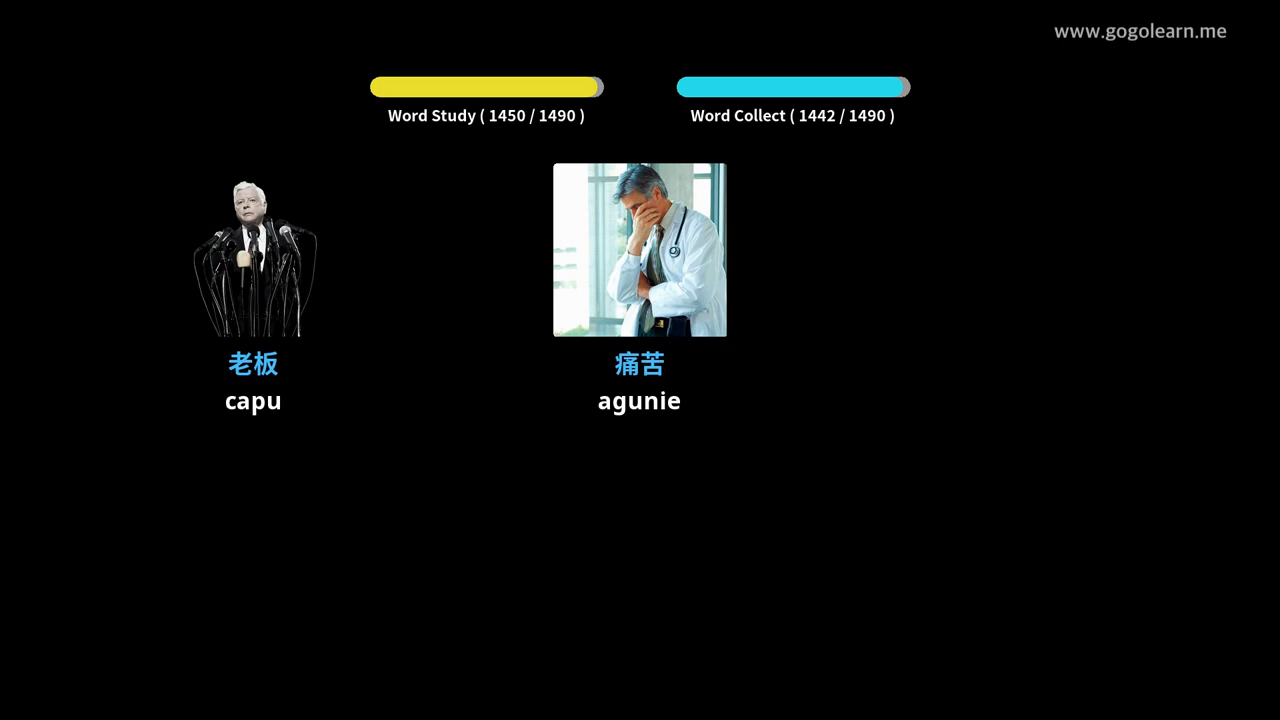 www.gogolearn.me
Word Study ( 1450 / 1490 )
Word Collect ( 1442 / 1490 )
老板
capu
痛苦
agunie